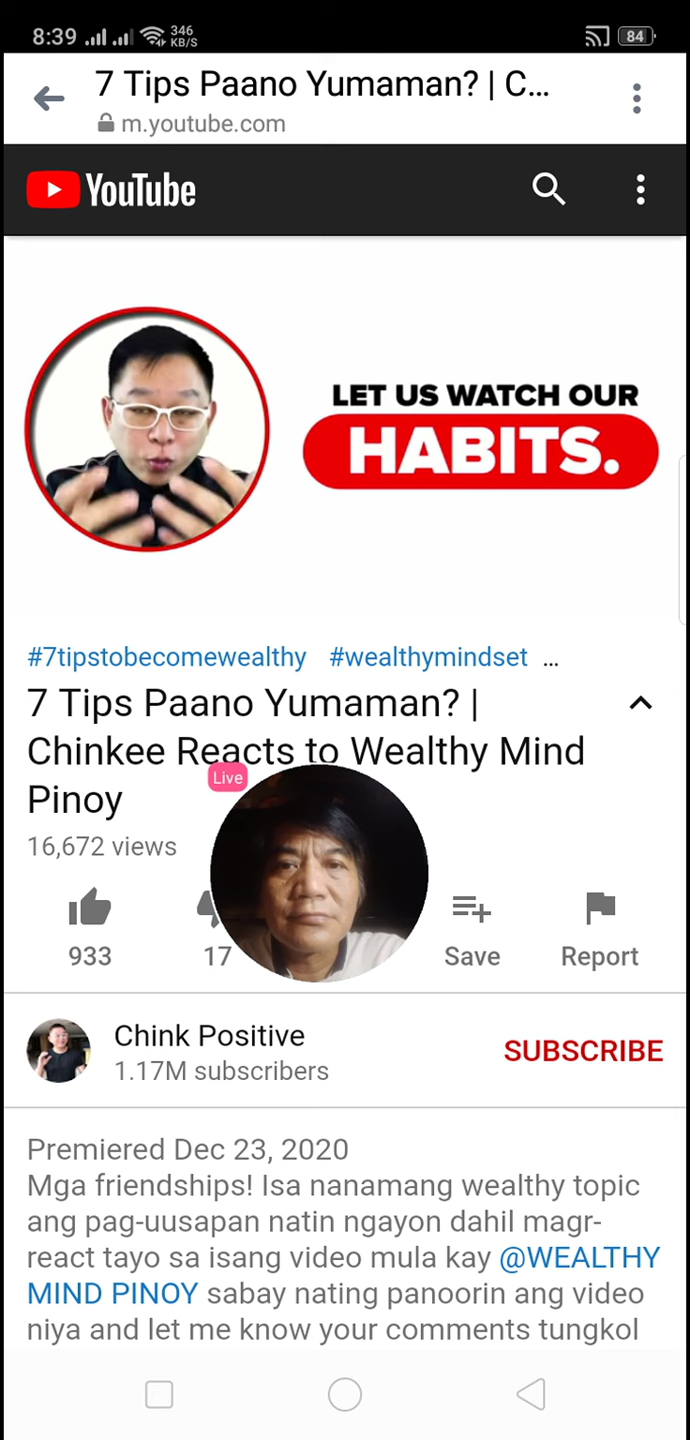 8:39 346 KB/S 84
7 Tips Paano Yumaman? | C...
m.youtube.com
YouTube
LET US WATCH OUR
HABITS.
#7tipstobecomewealthy #wealthymindset ...
7 Tips Paano Yumaman? |
Chinkee Reacts to Wealthy Mind
Pinoy
Live
16,672 views
933 17 Save Report
Chink Positive
1.17M subscribers
SUBSCRIBE
Premiered Dec 23, 2020
Mga friendships! Isa nanamang wealthy topic
ang pag-uusapan natin ngayon dahil magr-
react tayo sa isang video mula kay @WEALTHY
MIND PINOY sabay nating panoorin ang video
niya and let me know your comments tungkol